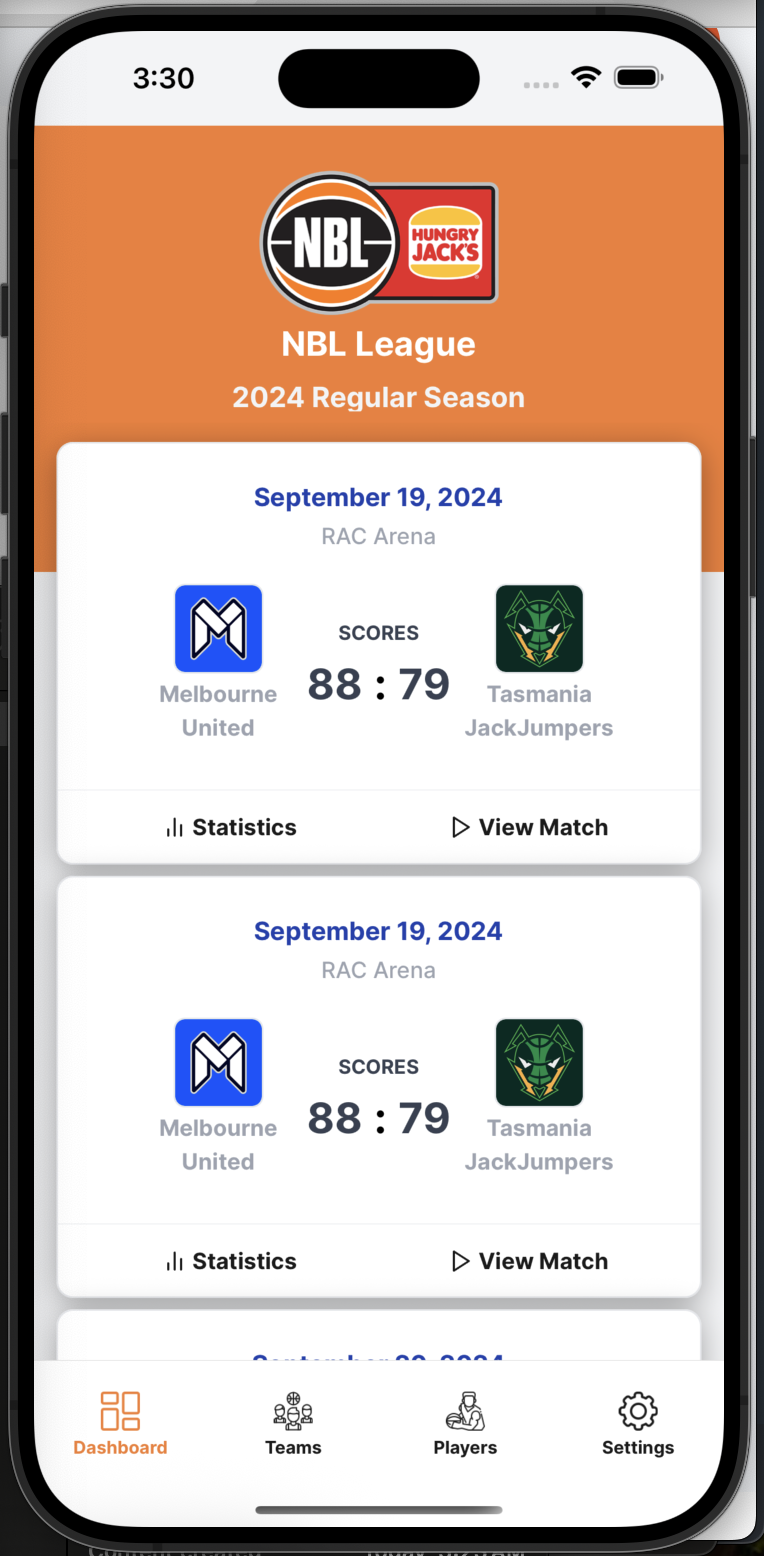 3:30
NBL
HUNGRY
JACK'S
NBL League
2024 Regular Season
September 19, 2024
RAC Arena
SCORES
88 : 79
Melbourne
United
Tasmania
JackJumpers
Statistics
View Match
September 19, 2024
RAC Arena
SCORES
88 : 79
Melbourne
United
Tasmania
JackJumpers
Statistics
View Match
Dashboard
Teams
Players
Settings